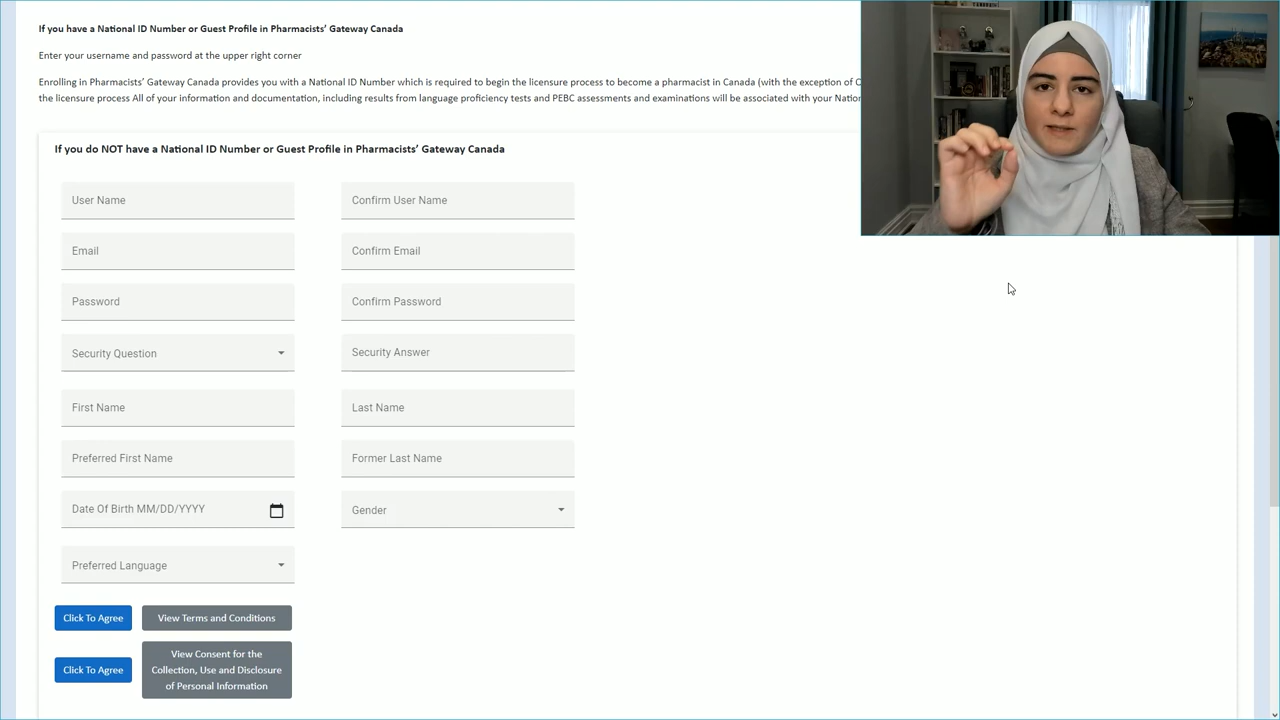 If you have a National ID Number or Guest Profile in Pharmacists’ Gateway Canada
Enter your username and password at the upper right corner
Enrolling in Pharmacists’ Gateway Canada provides you with a National ID Number which is required to begin the licensure process to become a pharmacist in Canada (with the exception of
the licensure process All of your information and documentation, including results from language proficiency tests and PEBC assessments and examinations will be associated with your
If you do NOT have a National ID Number or Guest Profile in Pharmacists’ Gateway Canada
User Name Confirm User Name
Email Confirm Email
Password Confirm Password
Security Question Security Answer
First Name Last Name
Preferred First Name Former Last Name
Date Of Birth MM/DD/YYYY Gender
Preferred Language
Click To Agree View Terms and Conditions
View Consent for the
Click To Agree Collection, Use and Disclosure
of Personal Information